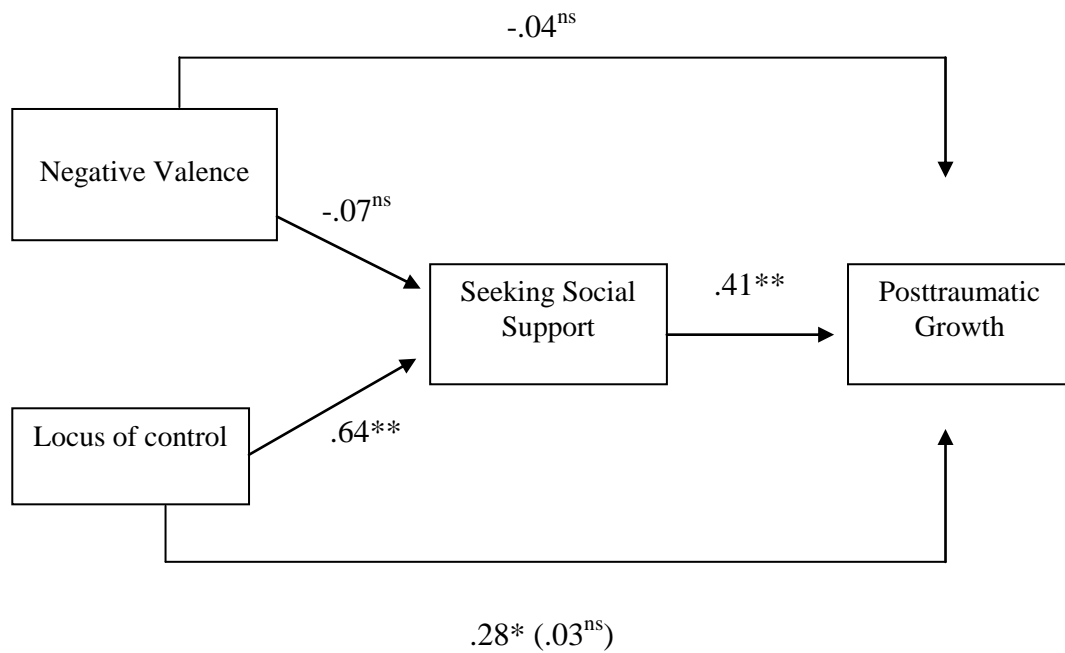 -.04ns
Negative Valence
-.07ns
Seeking Social
Support
.41**
Posttraumatic
Growth
Locus of control
.64**
.28* (.03ns)